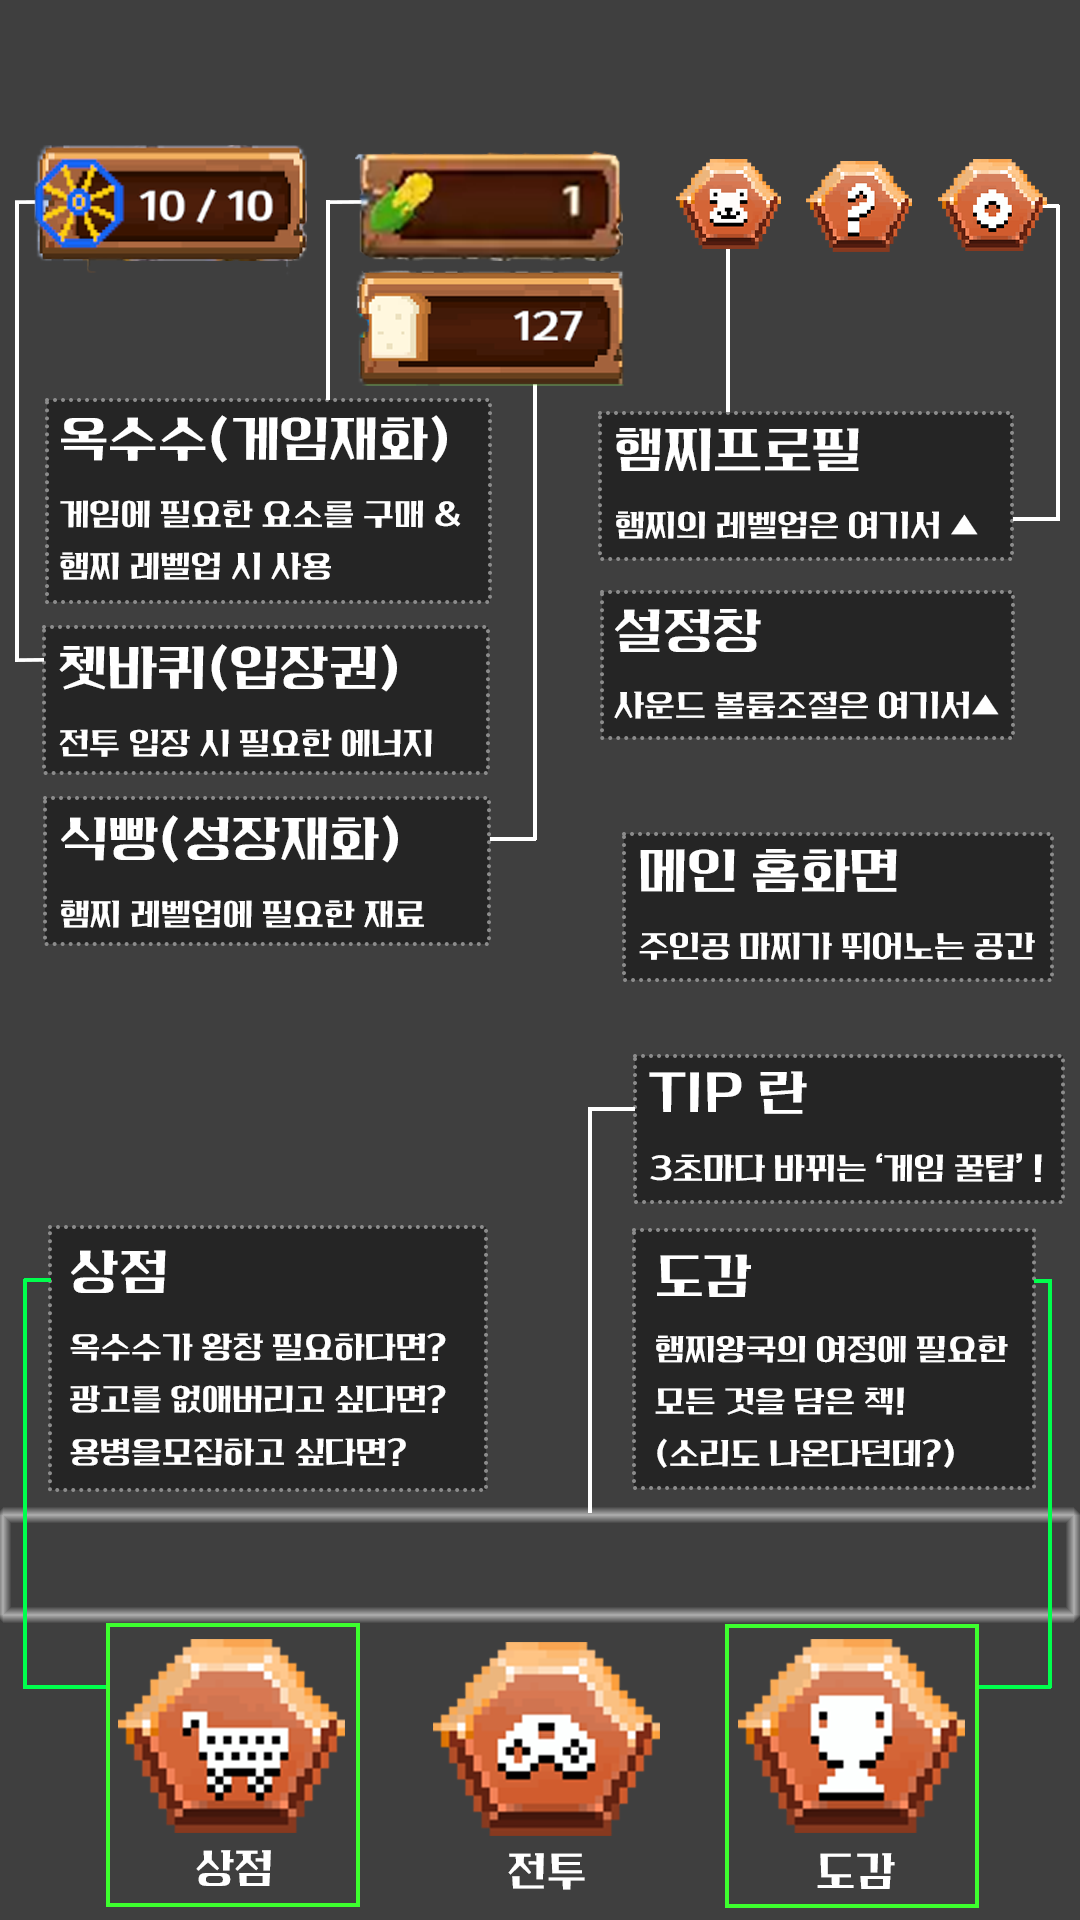 10 / 10
1
?
127
옥수수(게임재화)
게임에 필요한 요소를 구매 &
햄찌 레벨업 시 사용
쳇바퀴(입장권)
전투 입장 시 필요한 에너지
식빵(성장재화)
햄찌 레벨업에 필요한 재료
햄찌프로필
햄찌의 레벨업은 여기서 ▲
설정창
사운드 볼륨조절은 여기서▲
메인 홈화면
주인공 마찌가 뛰어노는 공간
TIP 란
3초마다 바뀌는 ‘게임 꿀팁’ !
상점
옥수수가 왕창 필요하다면?
광고를 없애버리고 싶다면?
용병을모집하고 싶다면?
도감
햄찌왕국의 여정에 필요한
모든 것을 담은 책!
(소리도 나온다던데?)
상점
전투
도감